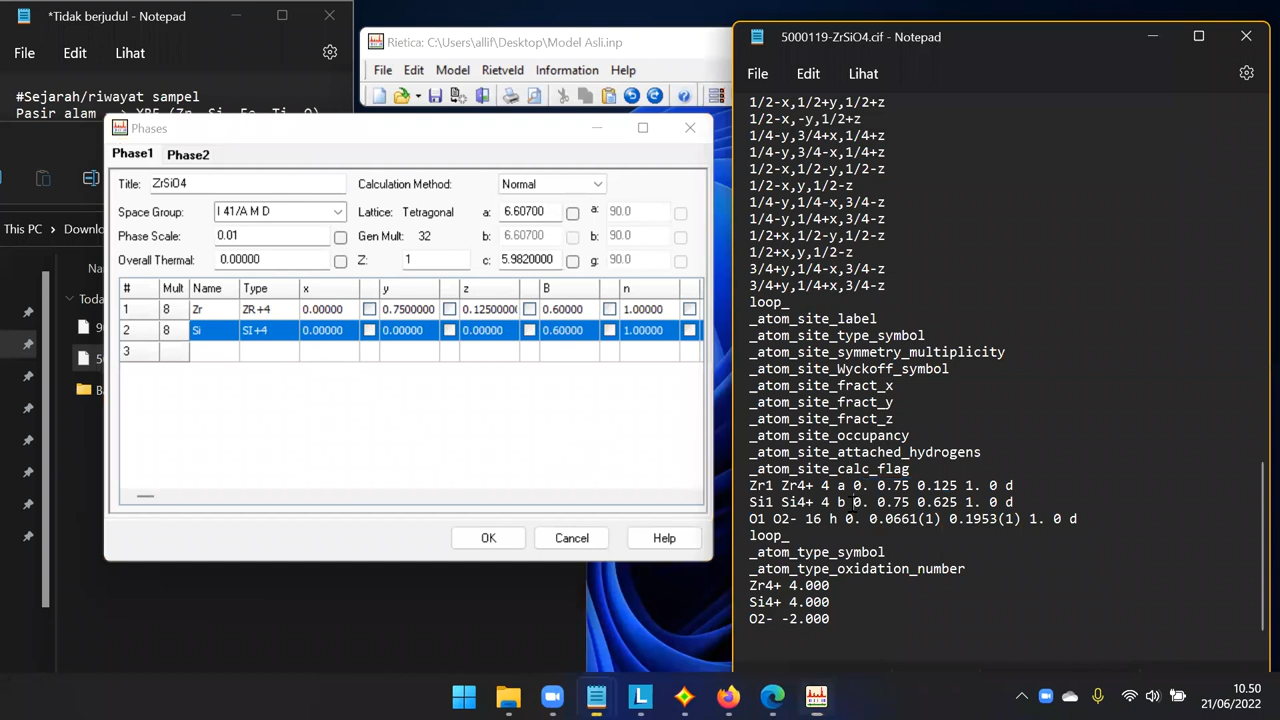 *Tidak berjudul - Notepad
File Edit Lihat
#Sejarah/riwayat sampel
This PC
Today
Rietica: C:\Users\allif\Desktop\Model Asli.inp
File Edit Model Rietveld Information Help
Phases
Phase1 Phase2
Title: ZrSiO4 Calculation Method: Normal
Space Group: I 41/A M D Lattice: Tetragonal a: 6.60700 a: 90.0
Phase Scale: 0.01 Gen Mult: 32 b: 6.60700 b: 90.0
Overall Thermal: 0.00000 Z: 1 c: 5.9820000 g: 90.0
# Mult Name Type x y z B n
1 8 Zr ZR+4 0.00000 0.7500000 0.1250000 0.60000 1.00000
2 8 Si SI+4 0.00000 0.00000 0.00000 0.60000 1.00000
3
OK Cancel Help
5000119-ZrSiO4.cif - Notepad
File Edit Lihat
1/2-x,1/2+y,1/2+z
1/2-x,-y,1/2+z
1/4-y,3/4+x,1/4+z
1/4-y,3/4-x,1/4+z
1/2-x,1/2-y,1/2-z
1/2-x,y,1/2-z
1/4-y,1/4-x,3/4-z
1/4-y,1/4+x,3/4-z
1/2+x,1/2-y,1/2-z
1/2+x,y,1/2-z
3/4+y,1/4-x,3/4-z
3/4+y,1/4+x,3/4-z
loop_
_atom_site_label
_atom_site_type_symbol
_atom_site_symmetry_multiplicity
_atom_site_Wyckoff_symbol
_atom_site_fract_x
_atom_site_fract_y
_atom_site_fract_z
_atom_site_occupancy
_atom_site_attached_hydrogens
_atom_site_calc_flag
Zr1 Zr4+ 4 a 0. 0.75 0.125 1. 0 d
Si1 Si4+ 4 b 0. 0.75 0.625 1. 0 d
O1 O2- 16 h 0. 0.0661(1) 0.1953(1) 1. 0 d
loop_
_atom_type_symbol
_atom_type_oxidation_number
Zr4+ 4.000
Si4+ 4.000
O2- -2.000
10.50
21/06/2022